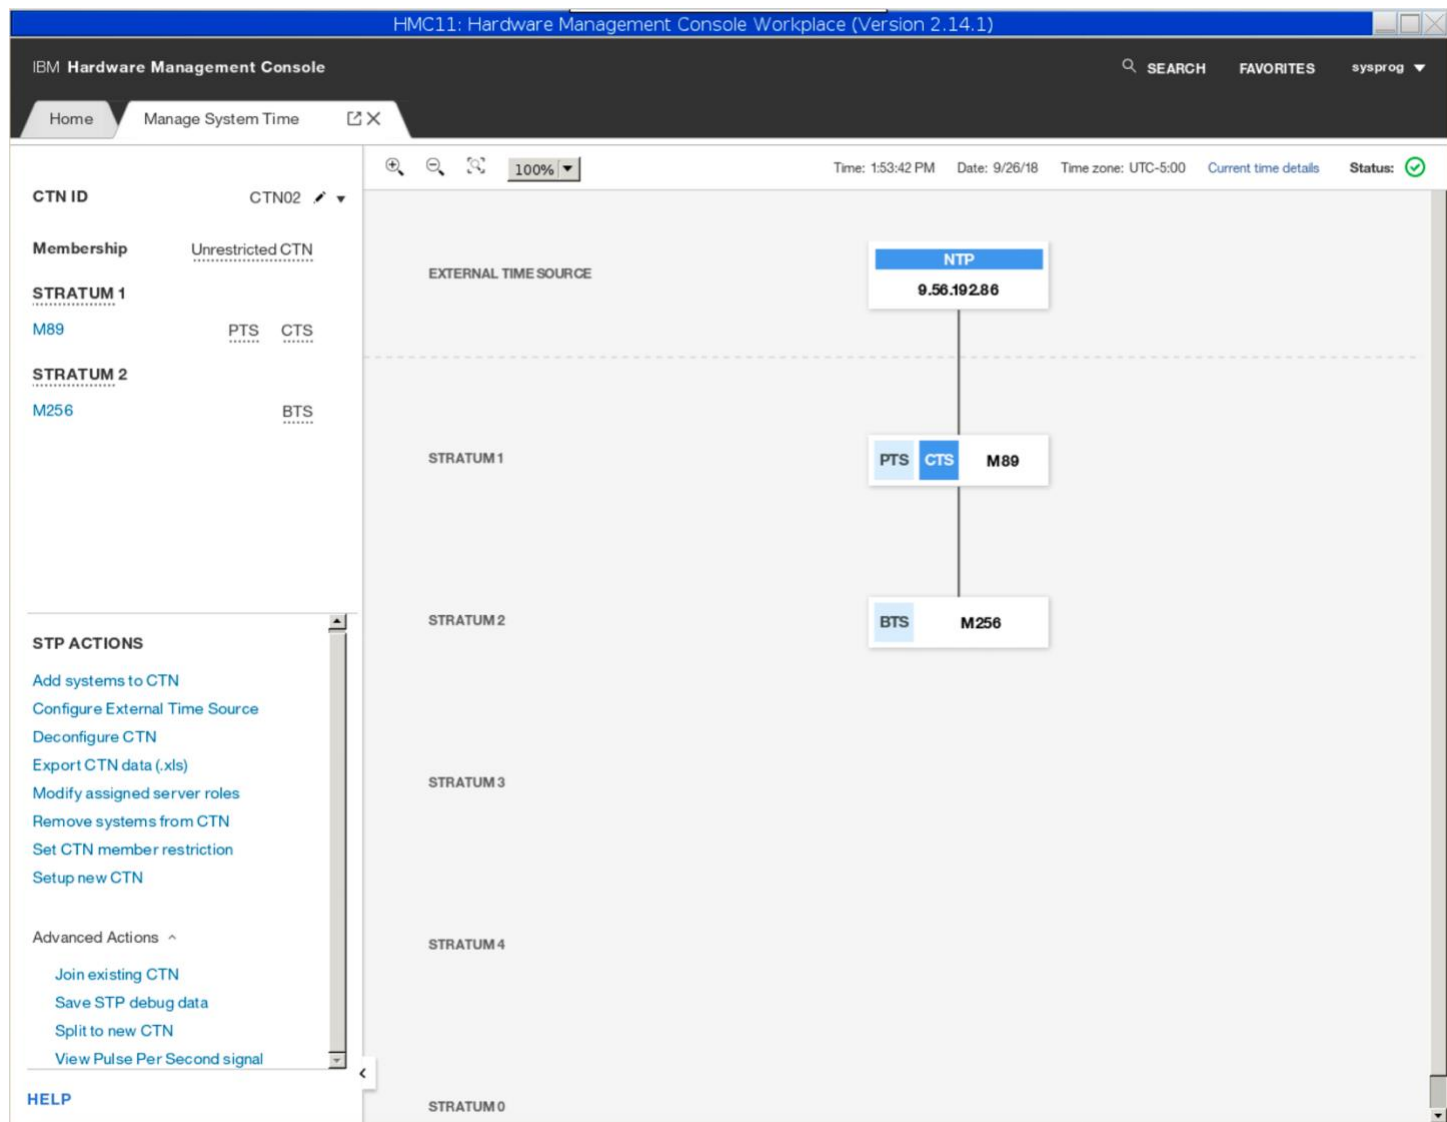 HMC11: Hardware Management Console Workplace (Version 2.14.1)
IBM Hardware Management Console
SEARCH FAVORITES sysprog
Home Manage System Time
100% Time: 1:53:42 PM Date: 9/26/18 Time zone: UTC-5:00 Current time details Status:
CTN ID CTN02
Membership Unrestricted CTN
STRATUM 1
M89 PTS CTS
STRATUM 2
M256 BTS
STP ACTIONS
Add systems to CTN
Configure External Time Source
Deconfigure CTN
Export CTN data (.xls)
Modify assigned server roles
Remove systems from CTN
Set CTN member restriction
Setup new CTN
Advanced Actions
Join existing CTN
Save STP debug data
Split to new CTN
View Pulse Per Second signal
HELP
EXTERNAL TIME SOURCE
NTP
9.56.192.86
STRATUM 1
PTS CTS M89
STRATUM 2
BTS M256
STRATUM 3
STRATUM 4
STRATUM 0